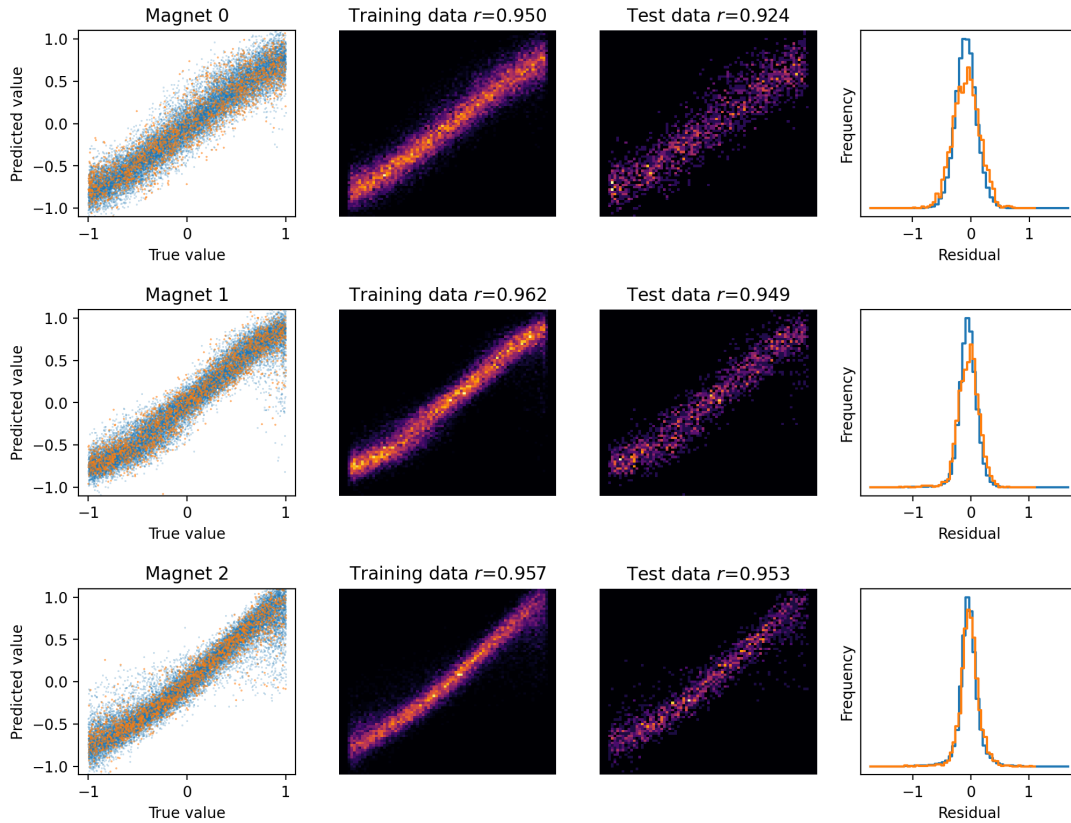 Magnet 0
Training data r=0.950
Test data r=0.924
Predicted value
1.0
0.5
0.0
−0.5
−1.0
−1 0 1
True value
Frequency
−1 0 1
Residual
Magnet 1
Training data r=0.962
Test data r=0.949
Predicted value
1.0
0.5
0.0
−0.5
−1.0
−1 0 1
True value
Frequency
−1 0 1
Residual
Magnet 2
Training data r=0.957
Test data r=0.953
Predicted value
1.0
0.5
0.0
−0.5
−1.0
−1 0 1
True value
Frequency
−1 0 1
Residual